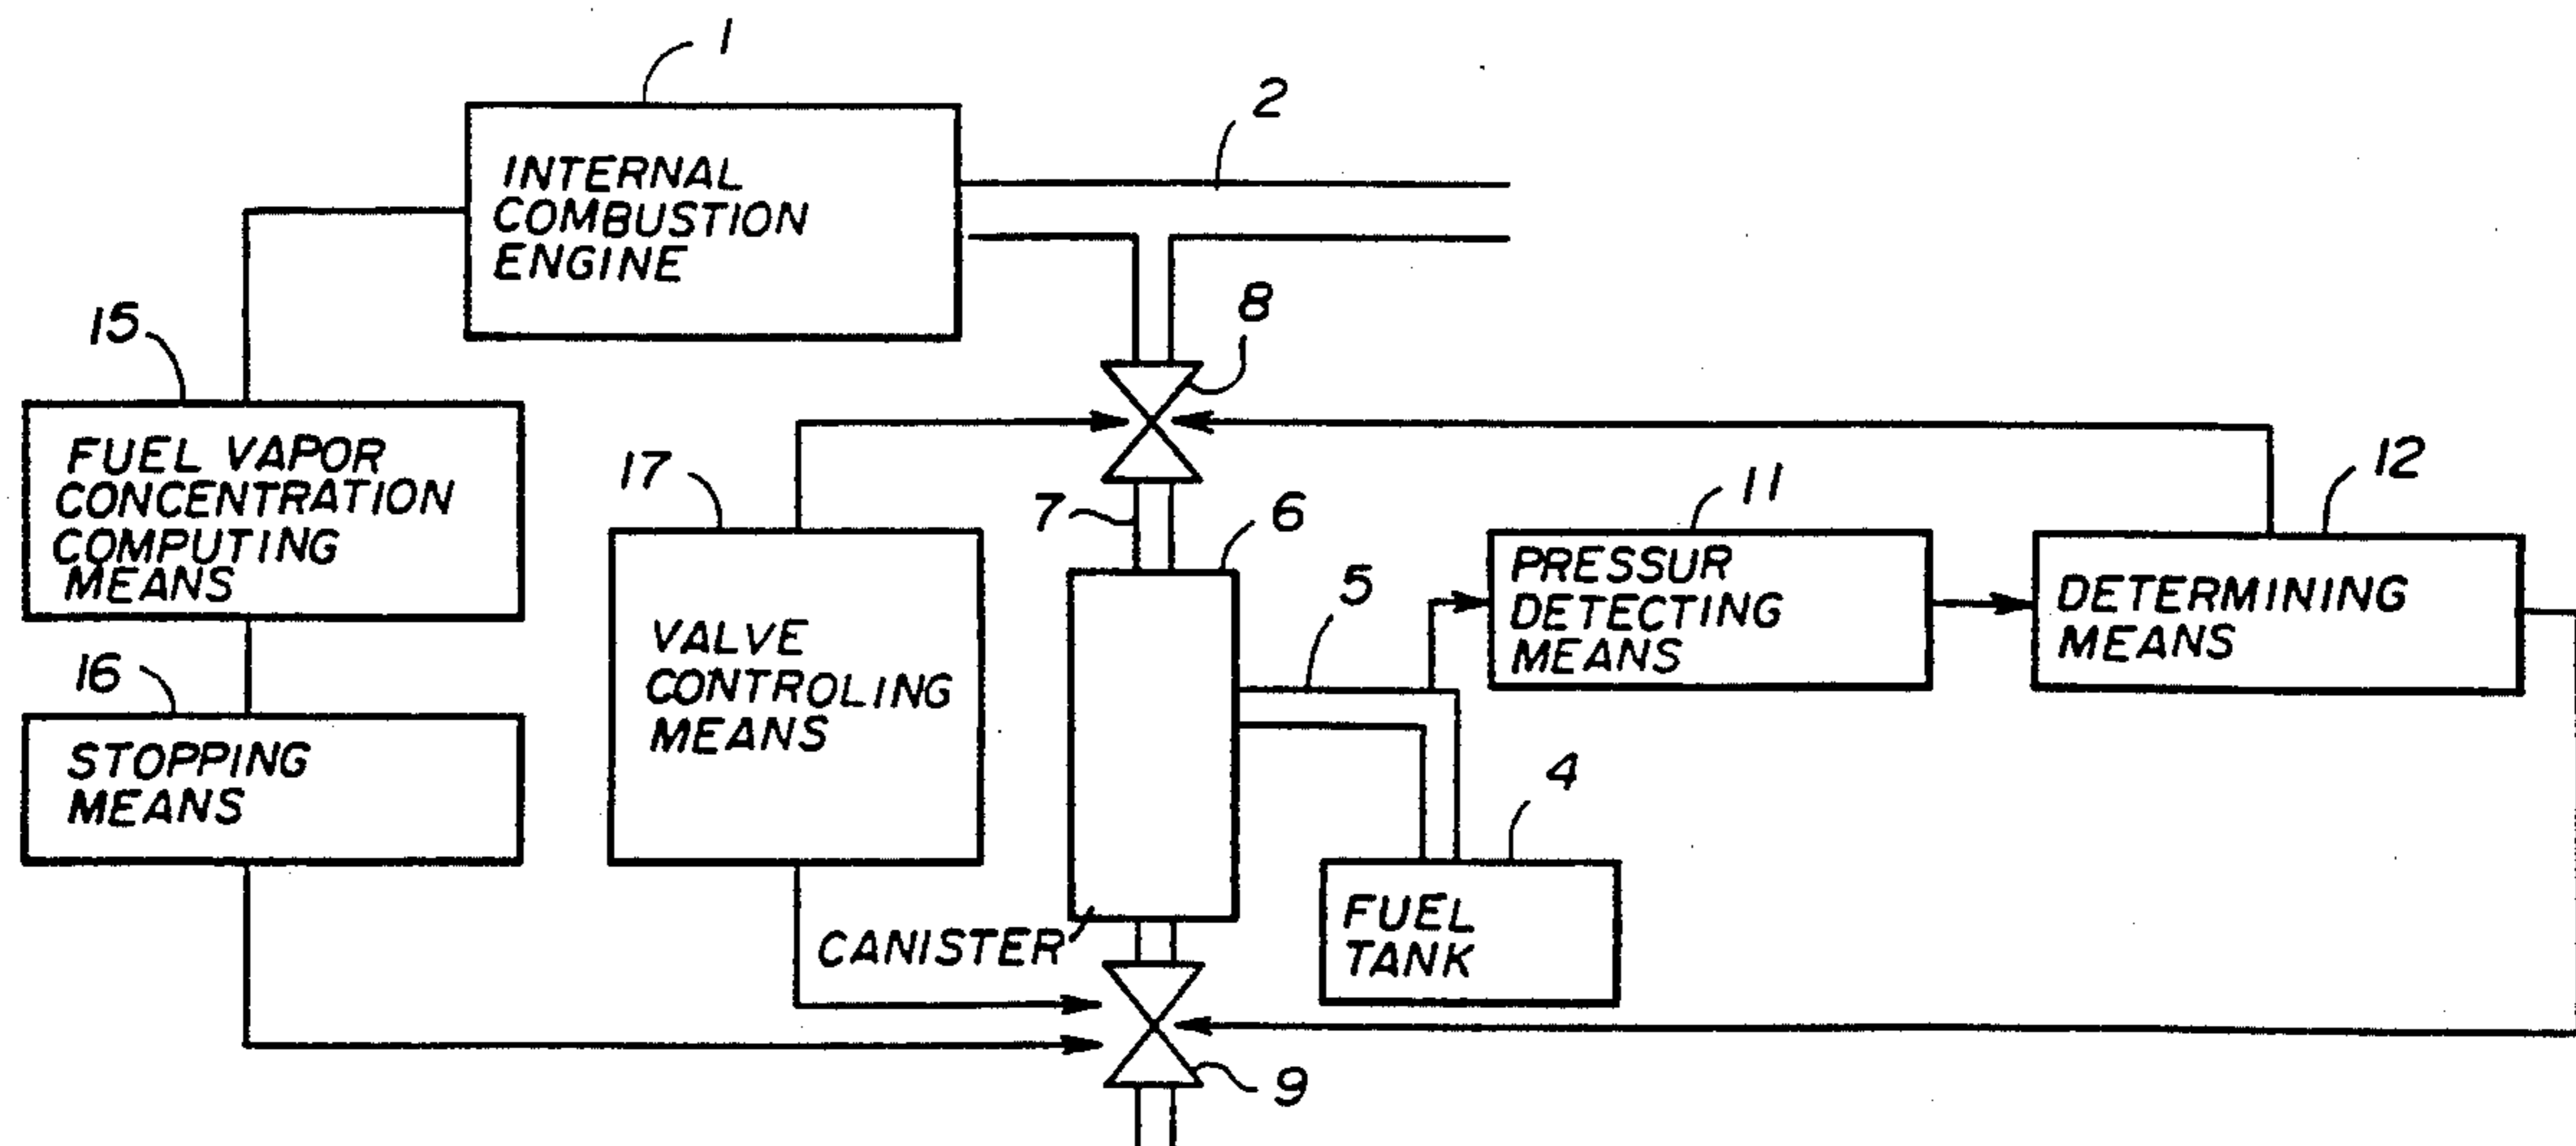 1
2
INTERNAL
COMBUSTION
ENGINE
8
15
FUEL VAPOR
CONCENTRATION
COMPUTING
MEANS
17
7
6
11
12
5
PRESSUR
DETECTING
MEANS
DETERMINING
MEANS
VALVE
CONTROLING
MEANS
16
STOPPING
MEANS
4
CANISTER
FUEL
TANK
9